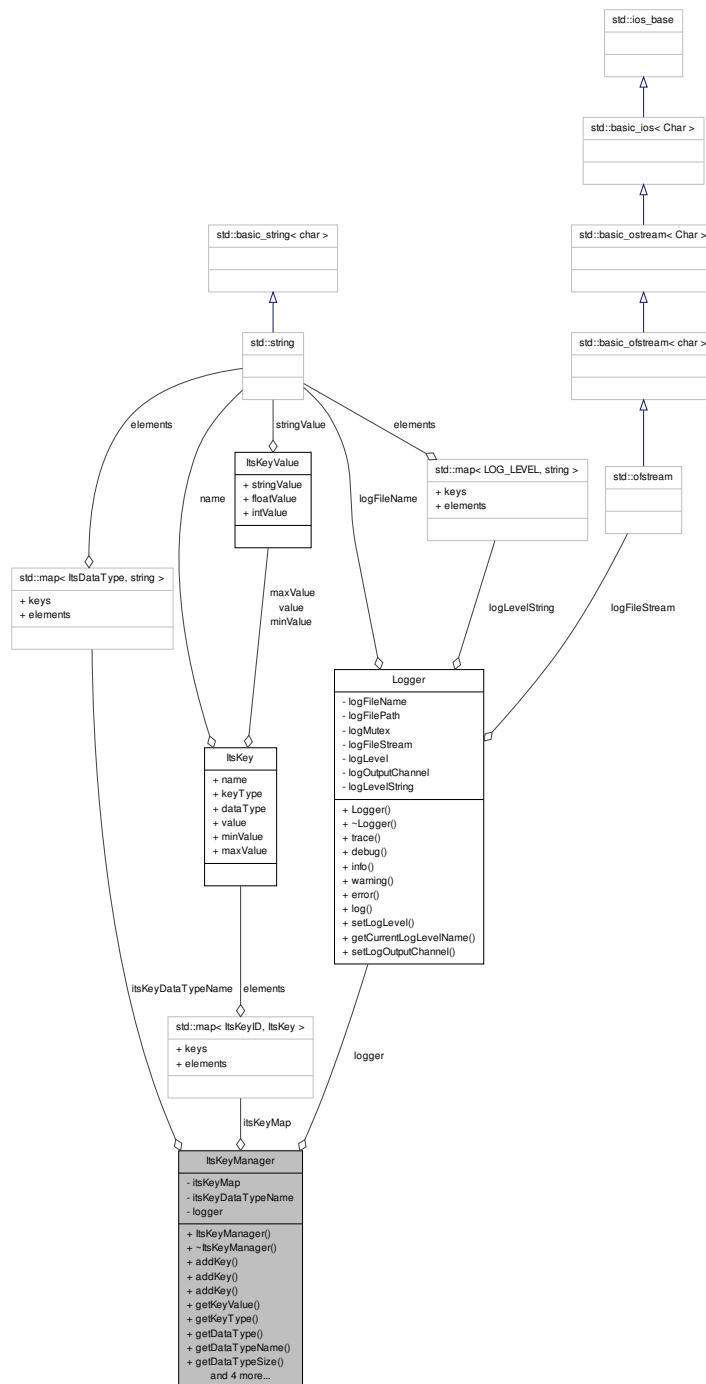 std::ios_base
std::basic_ios< Char >
std::basic_string< char >
std::basic_ostream< Char >
std::string
std::basic_ofstream< char >
elements
stringValue
elements
ItsKeyValue
+ stringValue
+ floatValue
+ intValue
name
logFileName
std::map< LOG_LEVEL, string >
+ keys
+ elements
std::ofstream
std::map< ItsDataType, string >
+ keys
+ elements
maxValue
value
minValue
logLevelString
logFileStream
Logger
- logFileName
- logFilePath
- logMutex
- logFileStream
- logLevel
- logOutputChannel
- logLevelString
+ Logger()
+ ~Logger()
+ trace()
+ debug()
+ info()
+ warning()
+ error()
+ log()
+ setLogLevel()
+ getCurrentLogLevelName()
+ setLogOutputChannel()
ItsKey
+ name
+ keyType
+ dataType
+ value
+ minValue
+ maxValue
itsKeyDataTypeName
elements
std::map< ItsKeyID, ItsKey >
+ keys
+ elements
logger
itsKeyMap
ItsKeyManager
- itsKeyMap
- itsKeyDataTypeName
- logger
+ ItsKeyManager()
+ ~ItsKeyManager()
+ addKey()
+ addKey()
+ addKey()
+ getKeyValue()
+ getKeyType()
+ getDataType()
+ getDataTypeName()
+ getDataTypeSize()
and 4 more...